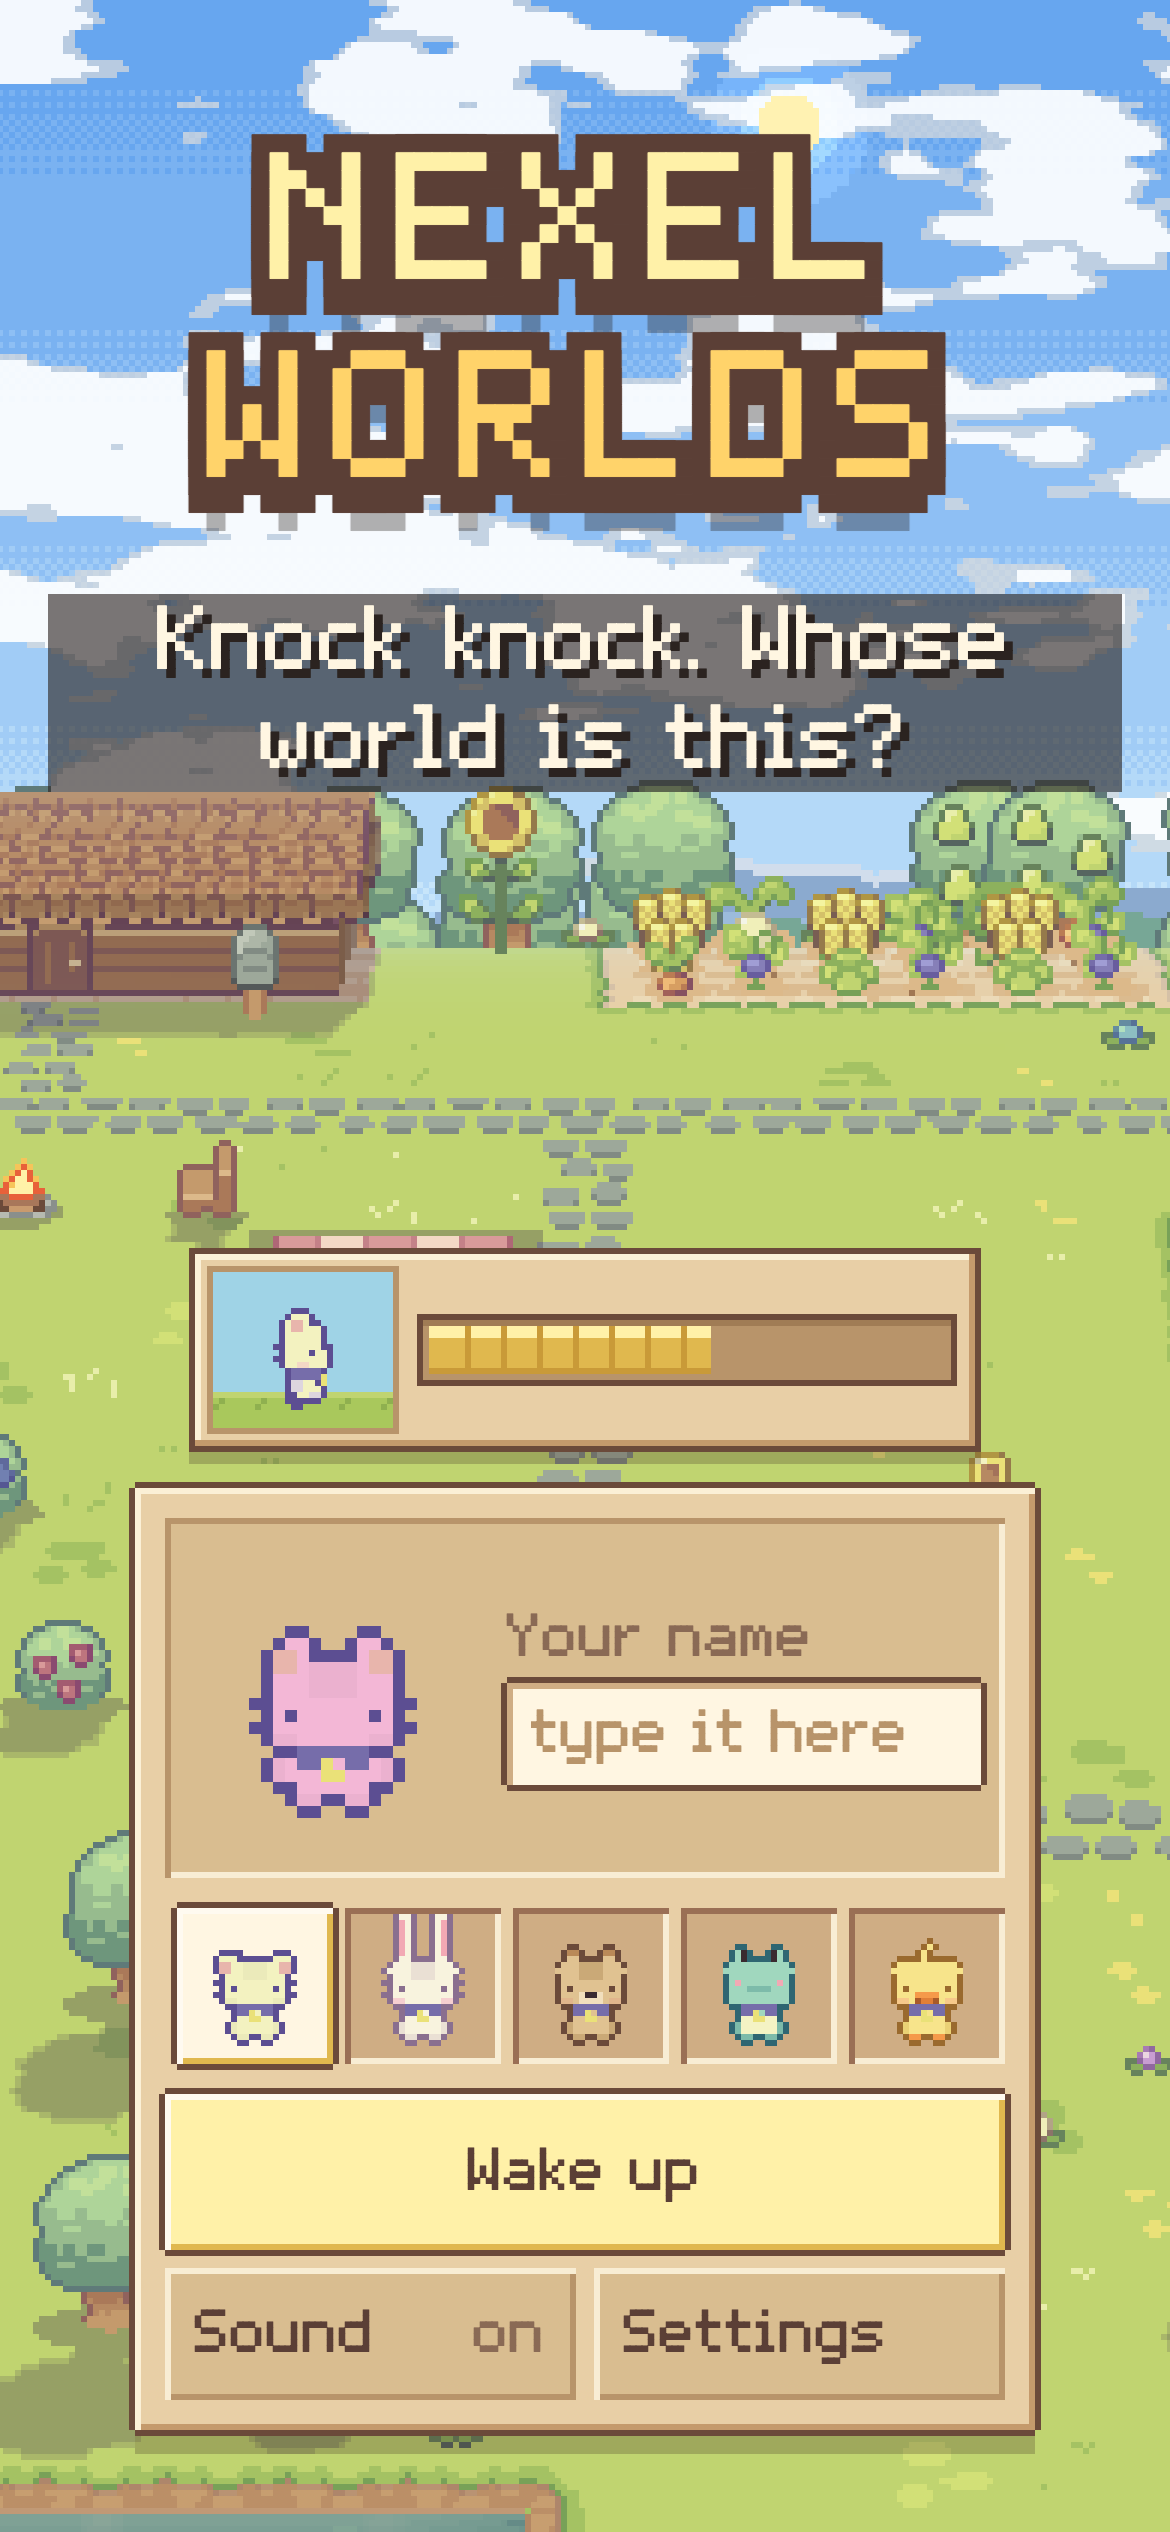 NEXEL
WORLDS
Knock knock. Whose
world is this?
Your name
type it here
Wake up
Sound on
Settings